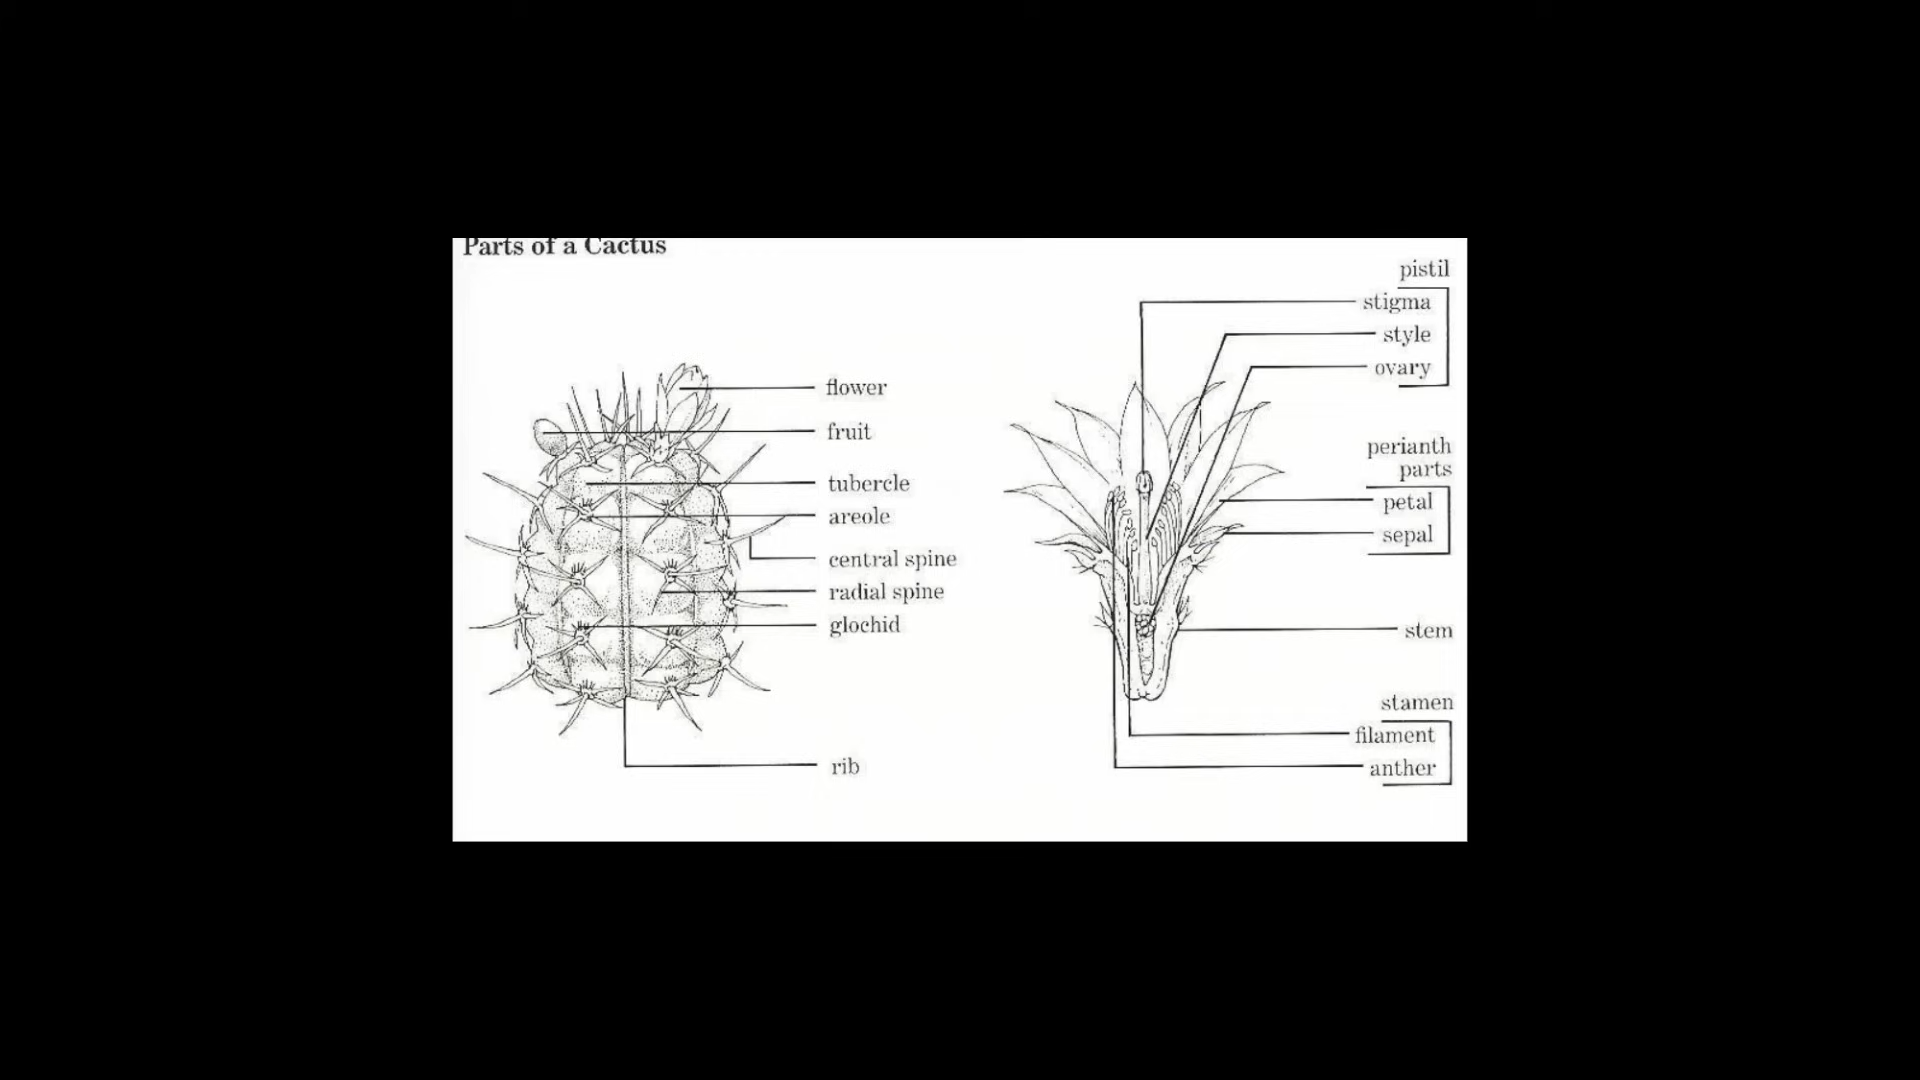 Parts of a Cactus
flower
fruit
tubercle
areole
central spine
radial spine
glochid
rib
pistil
stigma
style
ovary
perianth
parts
petal
sepal
stem
stamen
filament
anther